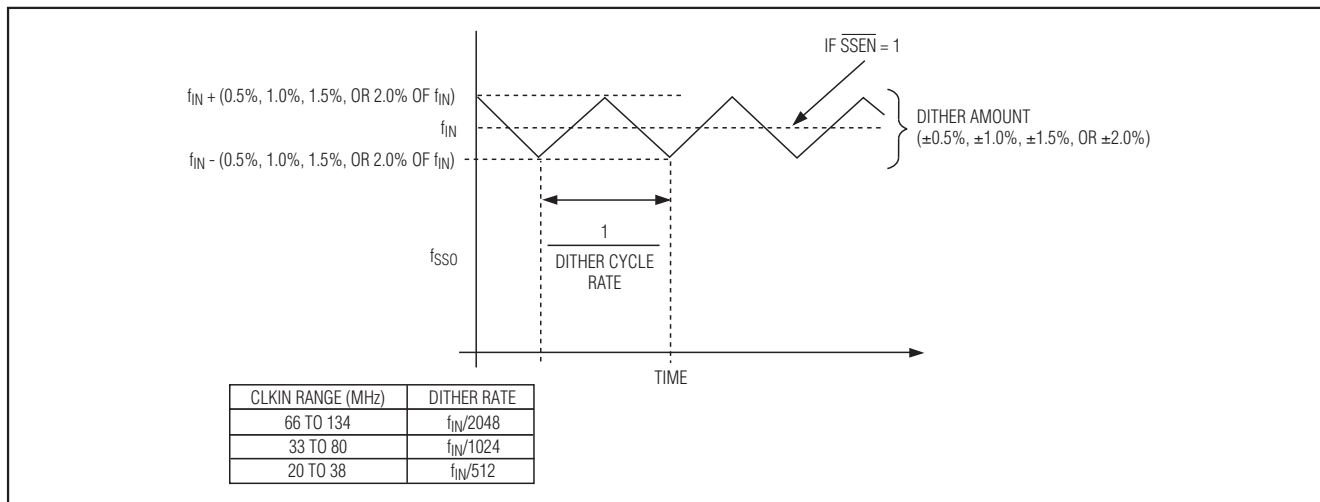 IF S̅S̅E̅N̅ = 1
fIN + (0.5%, 1.0%, 1.5%, OR 2.0% OF fIN)
fIN
fIN - (0.5%, 1.0%, 1.5%, OR 2.0% OF fIN)
DITHER AMOUNT
(±0.5%, ±1.0%, ±1.5%, OR ±2.0%)
fSSO
1
DITHER CYCLE
RATE
TIME
CLKIN RANGE (MHz) DITHER RATE
66 TO 134 fIN/2048
33 TO 80 fIN/1024
20 TO 38 fIN/512